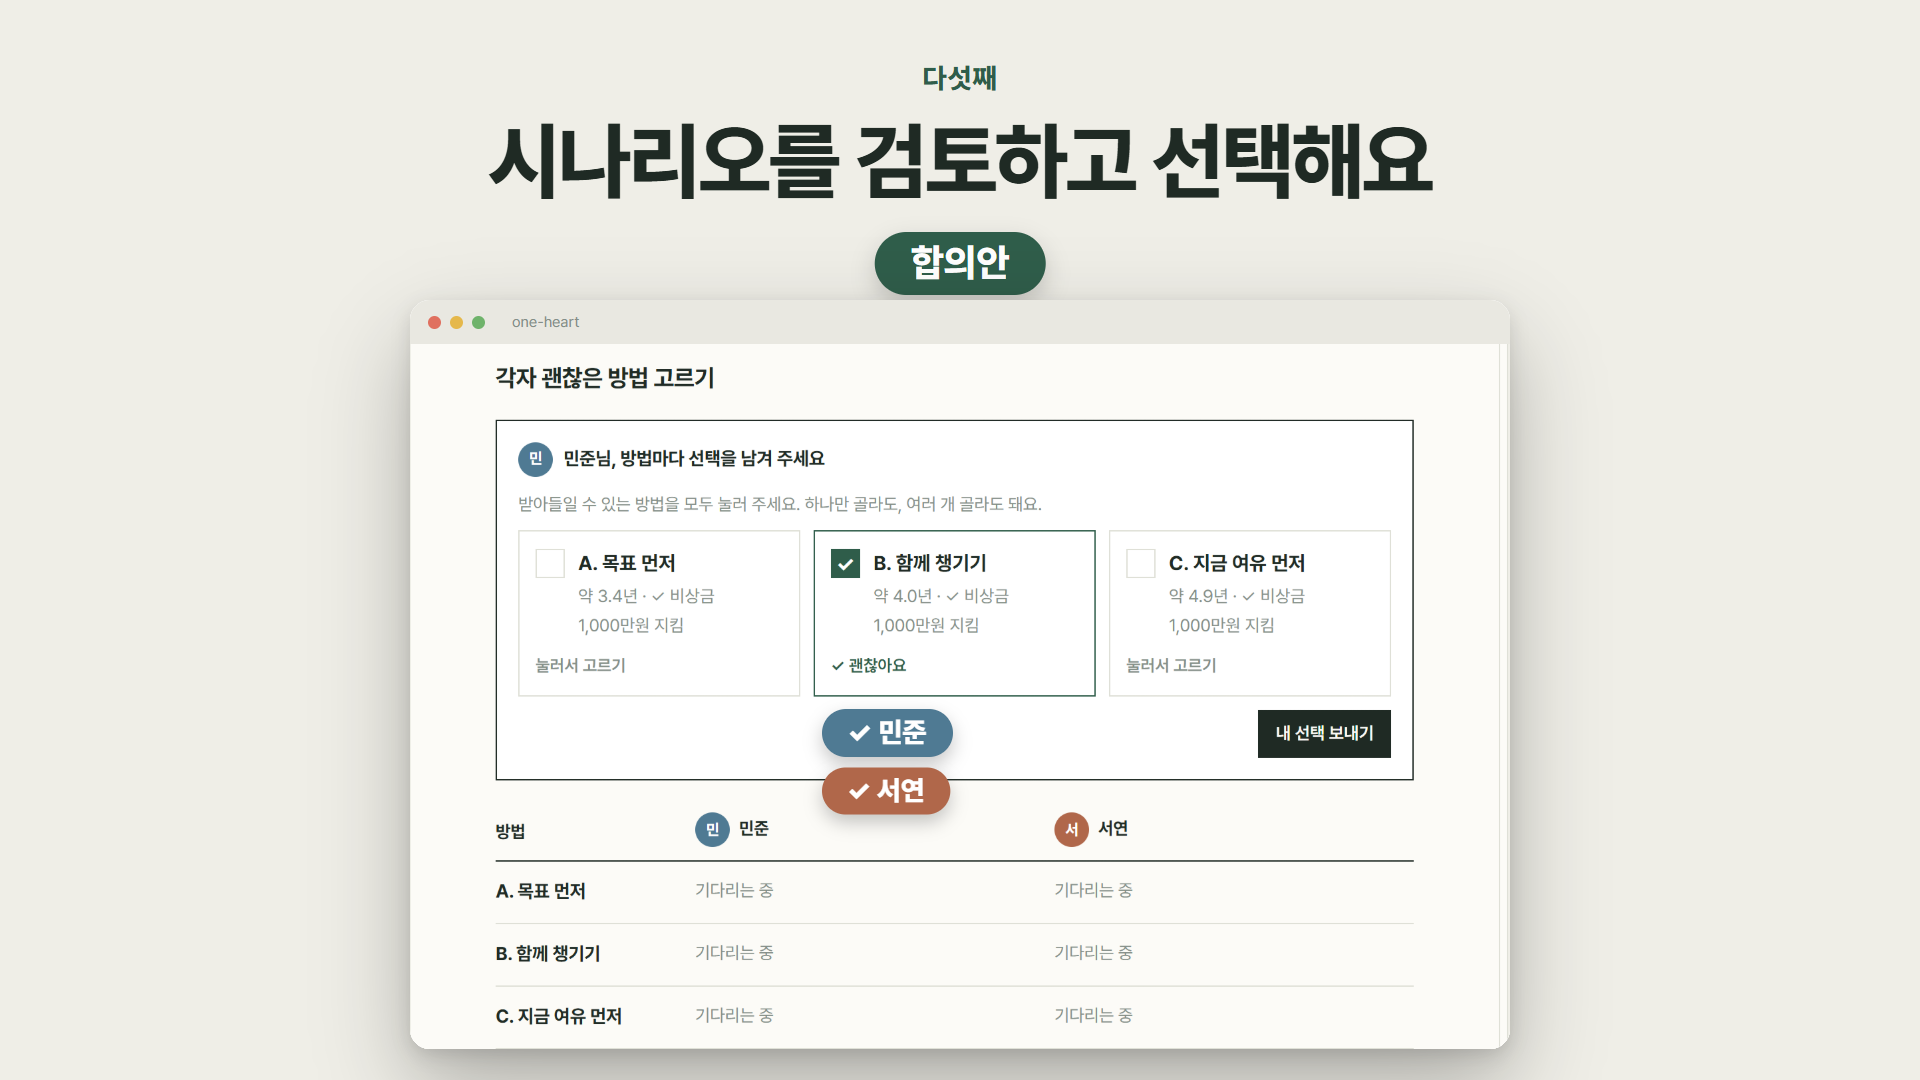 다섯째
시나리오를 검토하고 선택해요
합의안
one-heart
각자 괜찮은 방법 고르기
민 민준님, 방법마다 선택을 남겨 주세요
받아들일 수 있는 방법을 모두 눌러 주세요. 하나만 골라도, 여러 개 골라도 돼요.
A. 목표 먼저
약 3.4년 · ✓ 비상금
1,000만원 지킴
눌러서 고르기
B. 함께 챙기기
약 4.0년 · ✓ 비상금
1,000만원 지킴
✓ 괜찮아요
C. 지금 여유 먼저
약 4.9년 · ✓ 비상금
1,000만원 지킴
눌러서 고르기
✓ 민준
내 선택 보내기
✓ 서연
방법 민 민준 서 서연
A. 목표 먼저 기다리는 중 기다리는 중
B. 함께 챙기기 기다리는 중 기다리는 중
C. 지금 여유 먼저 기다리는 중 기다리는 중